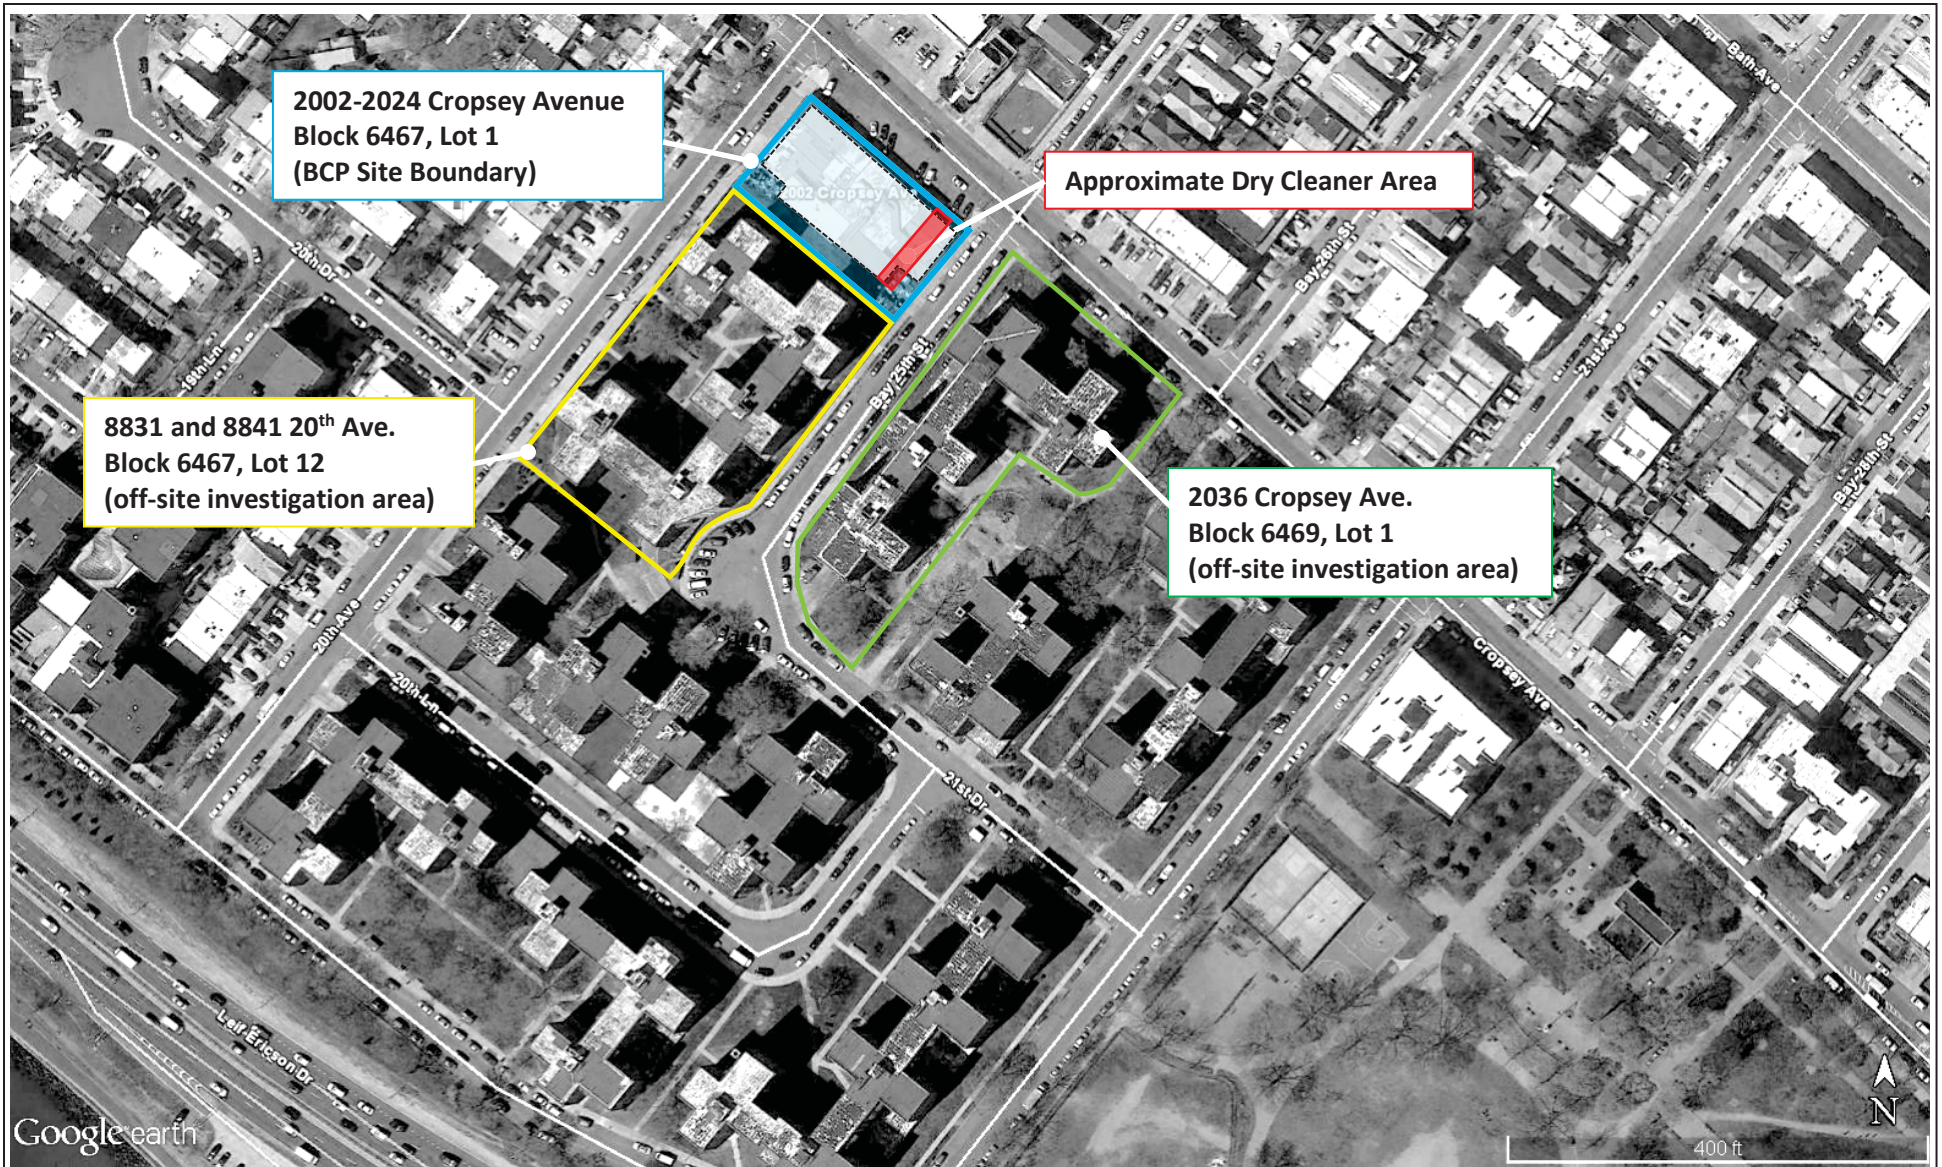 Bath Ave
2002-2024 Cropsey Avenue
Block 6467, Lot 1
(BCP Site Boundary)
Approximate Dry Cleaner Area
2002 Cropsey Ave
20th Dr
Bay 26th St
19th Ln
21st Ave
Bay 25th St
8831 and 8841 20th Ave.
Block 6467, Lot 12
(off-site investigation area)
Bay 28th St
2036 Cropsey Ave.
Block 6469, Lot 1
(off-site investigation area)
20th Ave
Cropsey Ave
20th Ln
21st Dr
Leif Ericson Dr
N
Google earth
400 ft